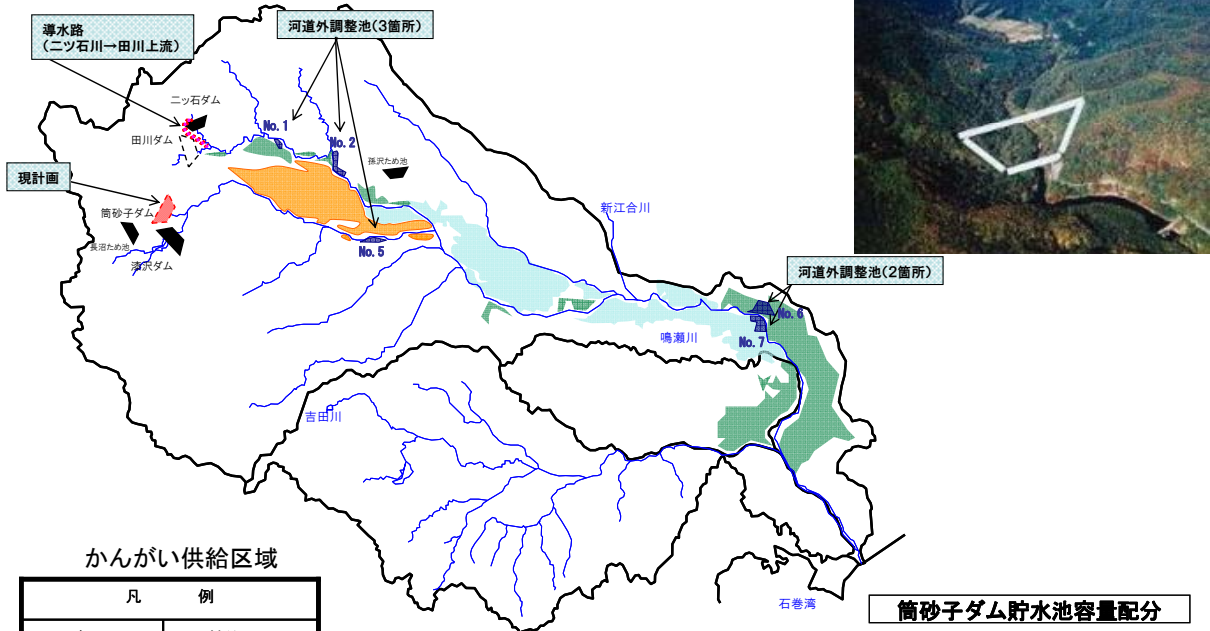 導水路
(二ツ石川→田川上流)
河道外調整池(3箇所)
二ッ石ダム
田川ダム
No.1
No.2
孫沢ため池
現計画
筒砂子ダム
長沼ため池
漆沢ダム
No.5
新江合川
河道外調整池(2箇所)
No.6
No.7
鳴瀬川
吉田川
かんがい供給区域
凡 例
石巻湾
筒砂子ダム貯水池容量配分